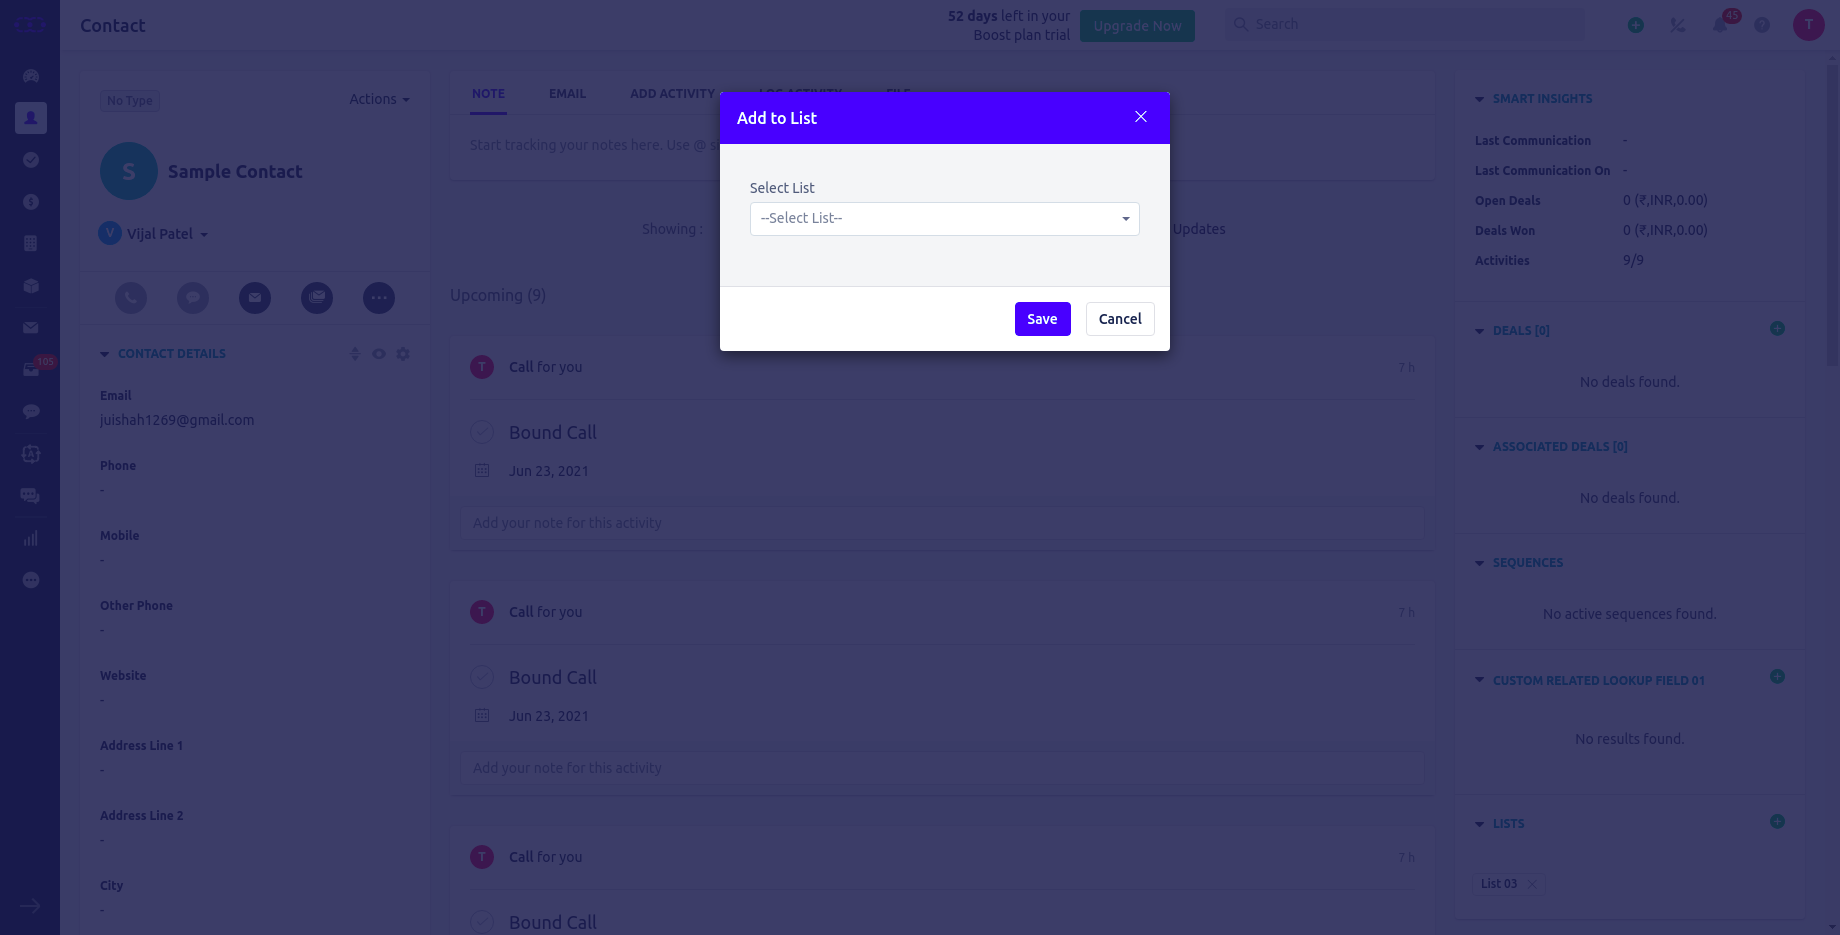 Contact
52 days left in your
Boost plan trial
Upgrade Now
Search
45
?
T
No Type
Actions
S
Sample Contact
V
Vijal Patel
105
CONTACT DETAILS
Email
juishah1269@gmail.com
Phone
-
Mobile
-
Other Phone
-
Website
-
Address Line 1
-
Address Line 2
-
City
-
NOTE
EMAIL
ADD ACTIVITY
LOG ACTIVITY
FILE
Start tracking your notes here. Use @
Showing :
Updates
Add to List
Select List
--Select List--
Save
Cancel
Upcoming (9)
T
Call for you
7 h
Bound Call
Jun 23, 2021
Add your note for this activity
T
Call for you
7 h
Bound Call
Jun 23, 2021
Add your note for this activity
T
Call for you
7 h
Bound Call
SMART INSIGHTS
Last Communication -
Last Communication On -
Open Deals 0 (₹,INR,0.00)
Deals Won 0 (₹,INR,0.00)
Activities 9/9
DEALS [0]
No deals found.
ASSOCIATED DEALS [0]
No deals found.
SEQUENCES
No active sequences found.
CUSTOM RELATED LOOKUP FIELD 01
No results found.
LISTS
List 03